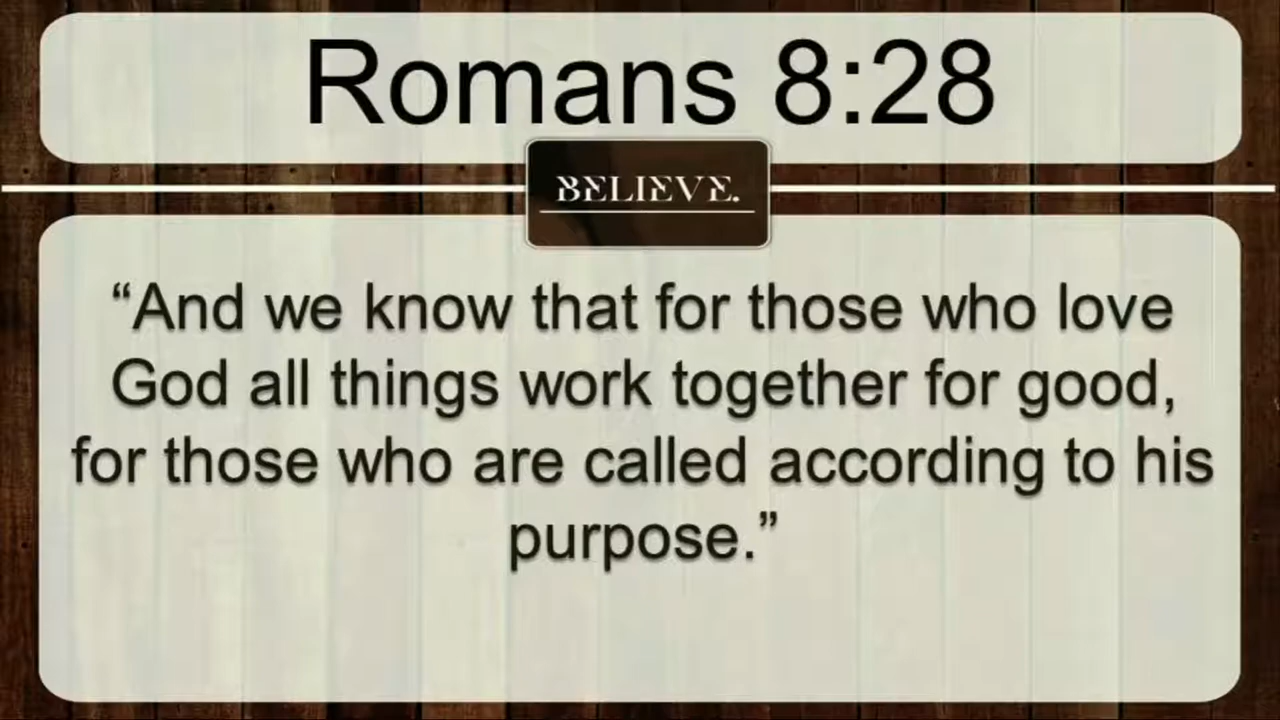 Romans 8:28
BELIEVE.
“And we know that for those who love
God all things work together for good,
for those who are called according to his
purpose.”